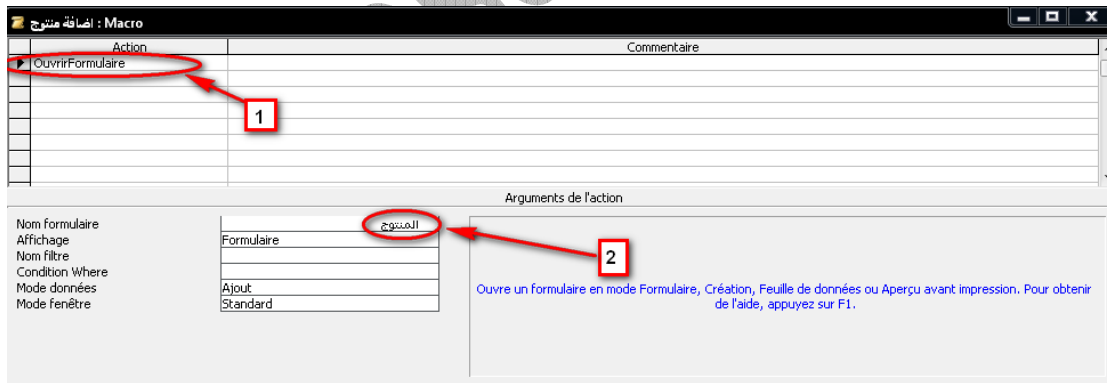 اضافة منتوج : Macro
Action Commentaire
OuvrirFormulaire
1
Arguments de l'action
Nom formulaire المنتوج
Affichage Formulaire
Nom filtre
Condition Where
Mode données Ajout
Mode fenêtre Standard
2
Ouvre un formulaire en mode Formulaire, Création, Feuille de données ou Aperçu avant impression. Pour obtenir
de l'aide, appuyez sur F1.